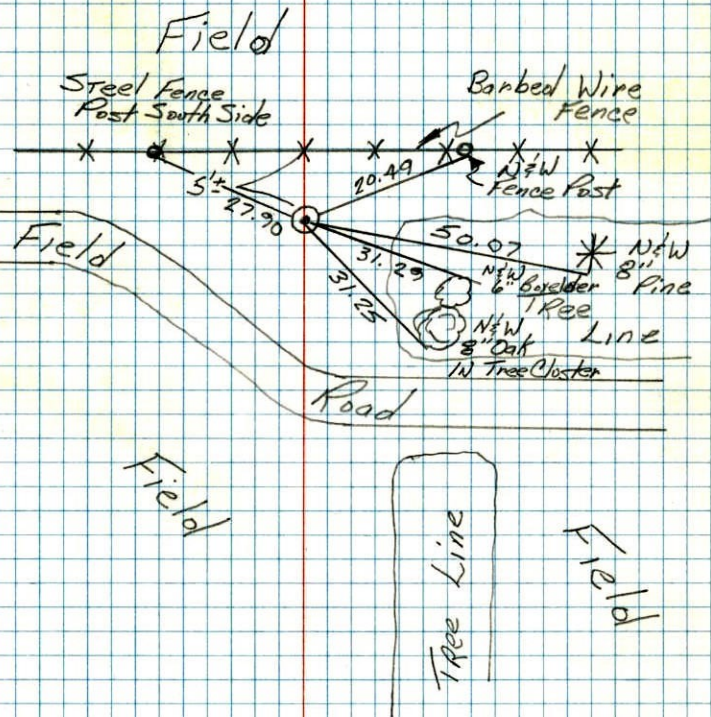 Field
Steel Fence
Post South Side
Barbed Wire
Fence
N&W
Fence Post
20.49
5'±
27.90
Field
50.07
N&W
8"
Pine
31.29
N&W
6" Boxelder
Tree
Line
31.25
N&W
8" Oak
IN Tree Cluster
Road
Field
Tree Line
Field